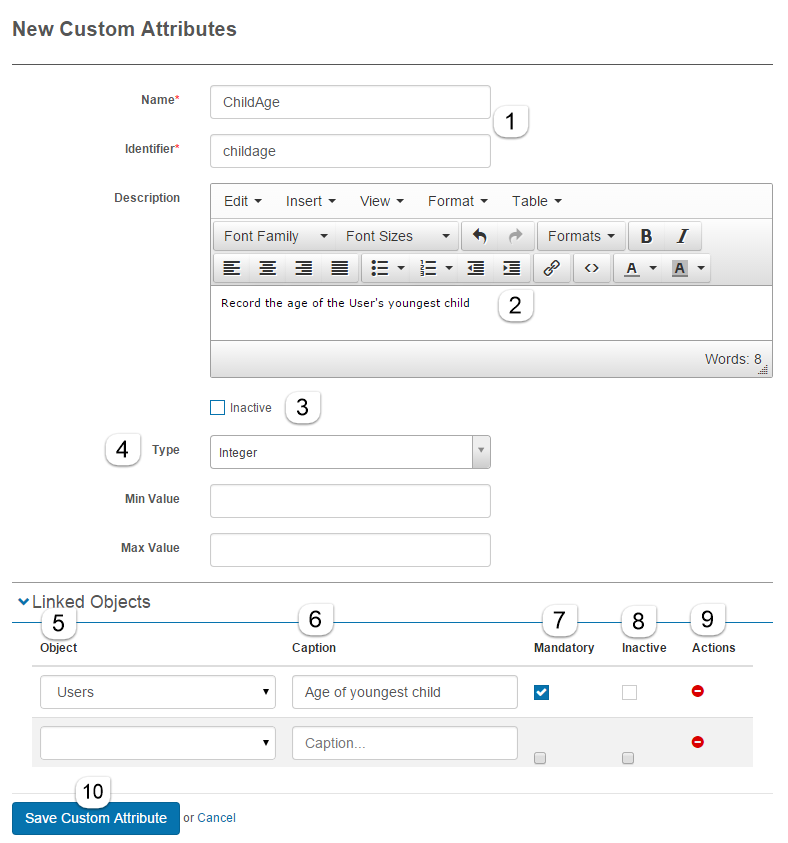 New Custom Attributes
Name* ChildAge
1
Identifier* childage
Description
Edit Insert View Format Table
Font Family Font Sizes Formats B I
1 2 3 <> A A
Record the age of the User's youngest child 2
Words: 8
Inactive 3
4 Type Integer
Min Value
Max Value
Linked Objects
5 6 7 8 9
Object Caption Mandatory Inactive Actions
Users Age of youngest child
Caption...
10
Save Custom Attribute or Cancel